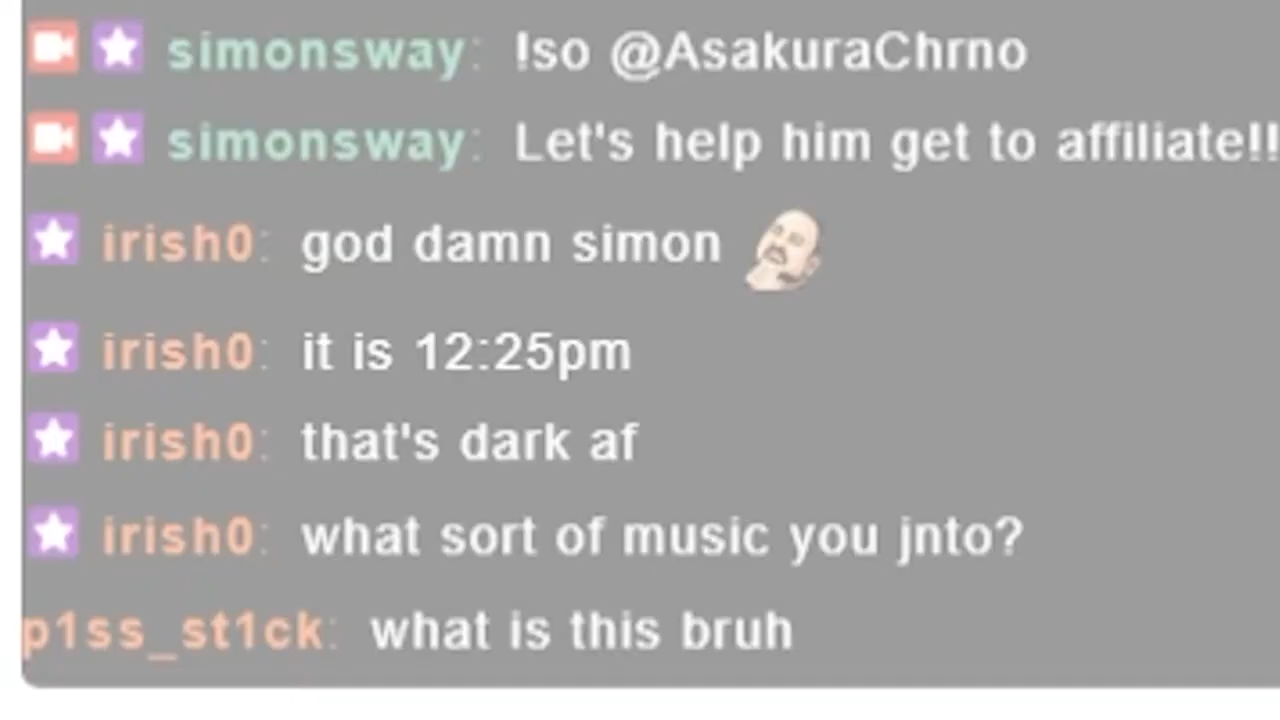 simonsway: !so @AsakuraChrno
simonsway: Let's help him get to affiliate!!
irish0: god damn simon
irish0: it is 12:25pm
irish0: that's dark af
irish0: what sort of music you jnto?
p1ss_st1ck: what is this bruh